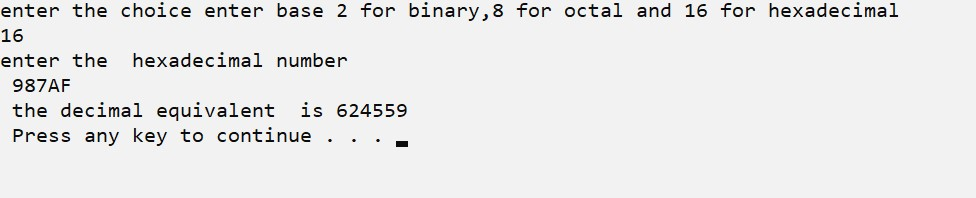 enter the choice enter base 2 for binary,8 for octal and 16 for hexadecimal
16
enter the  hexadecimal number
 987AF
 the decimal equivalent  is 624559
 Press any key to continue . . .